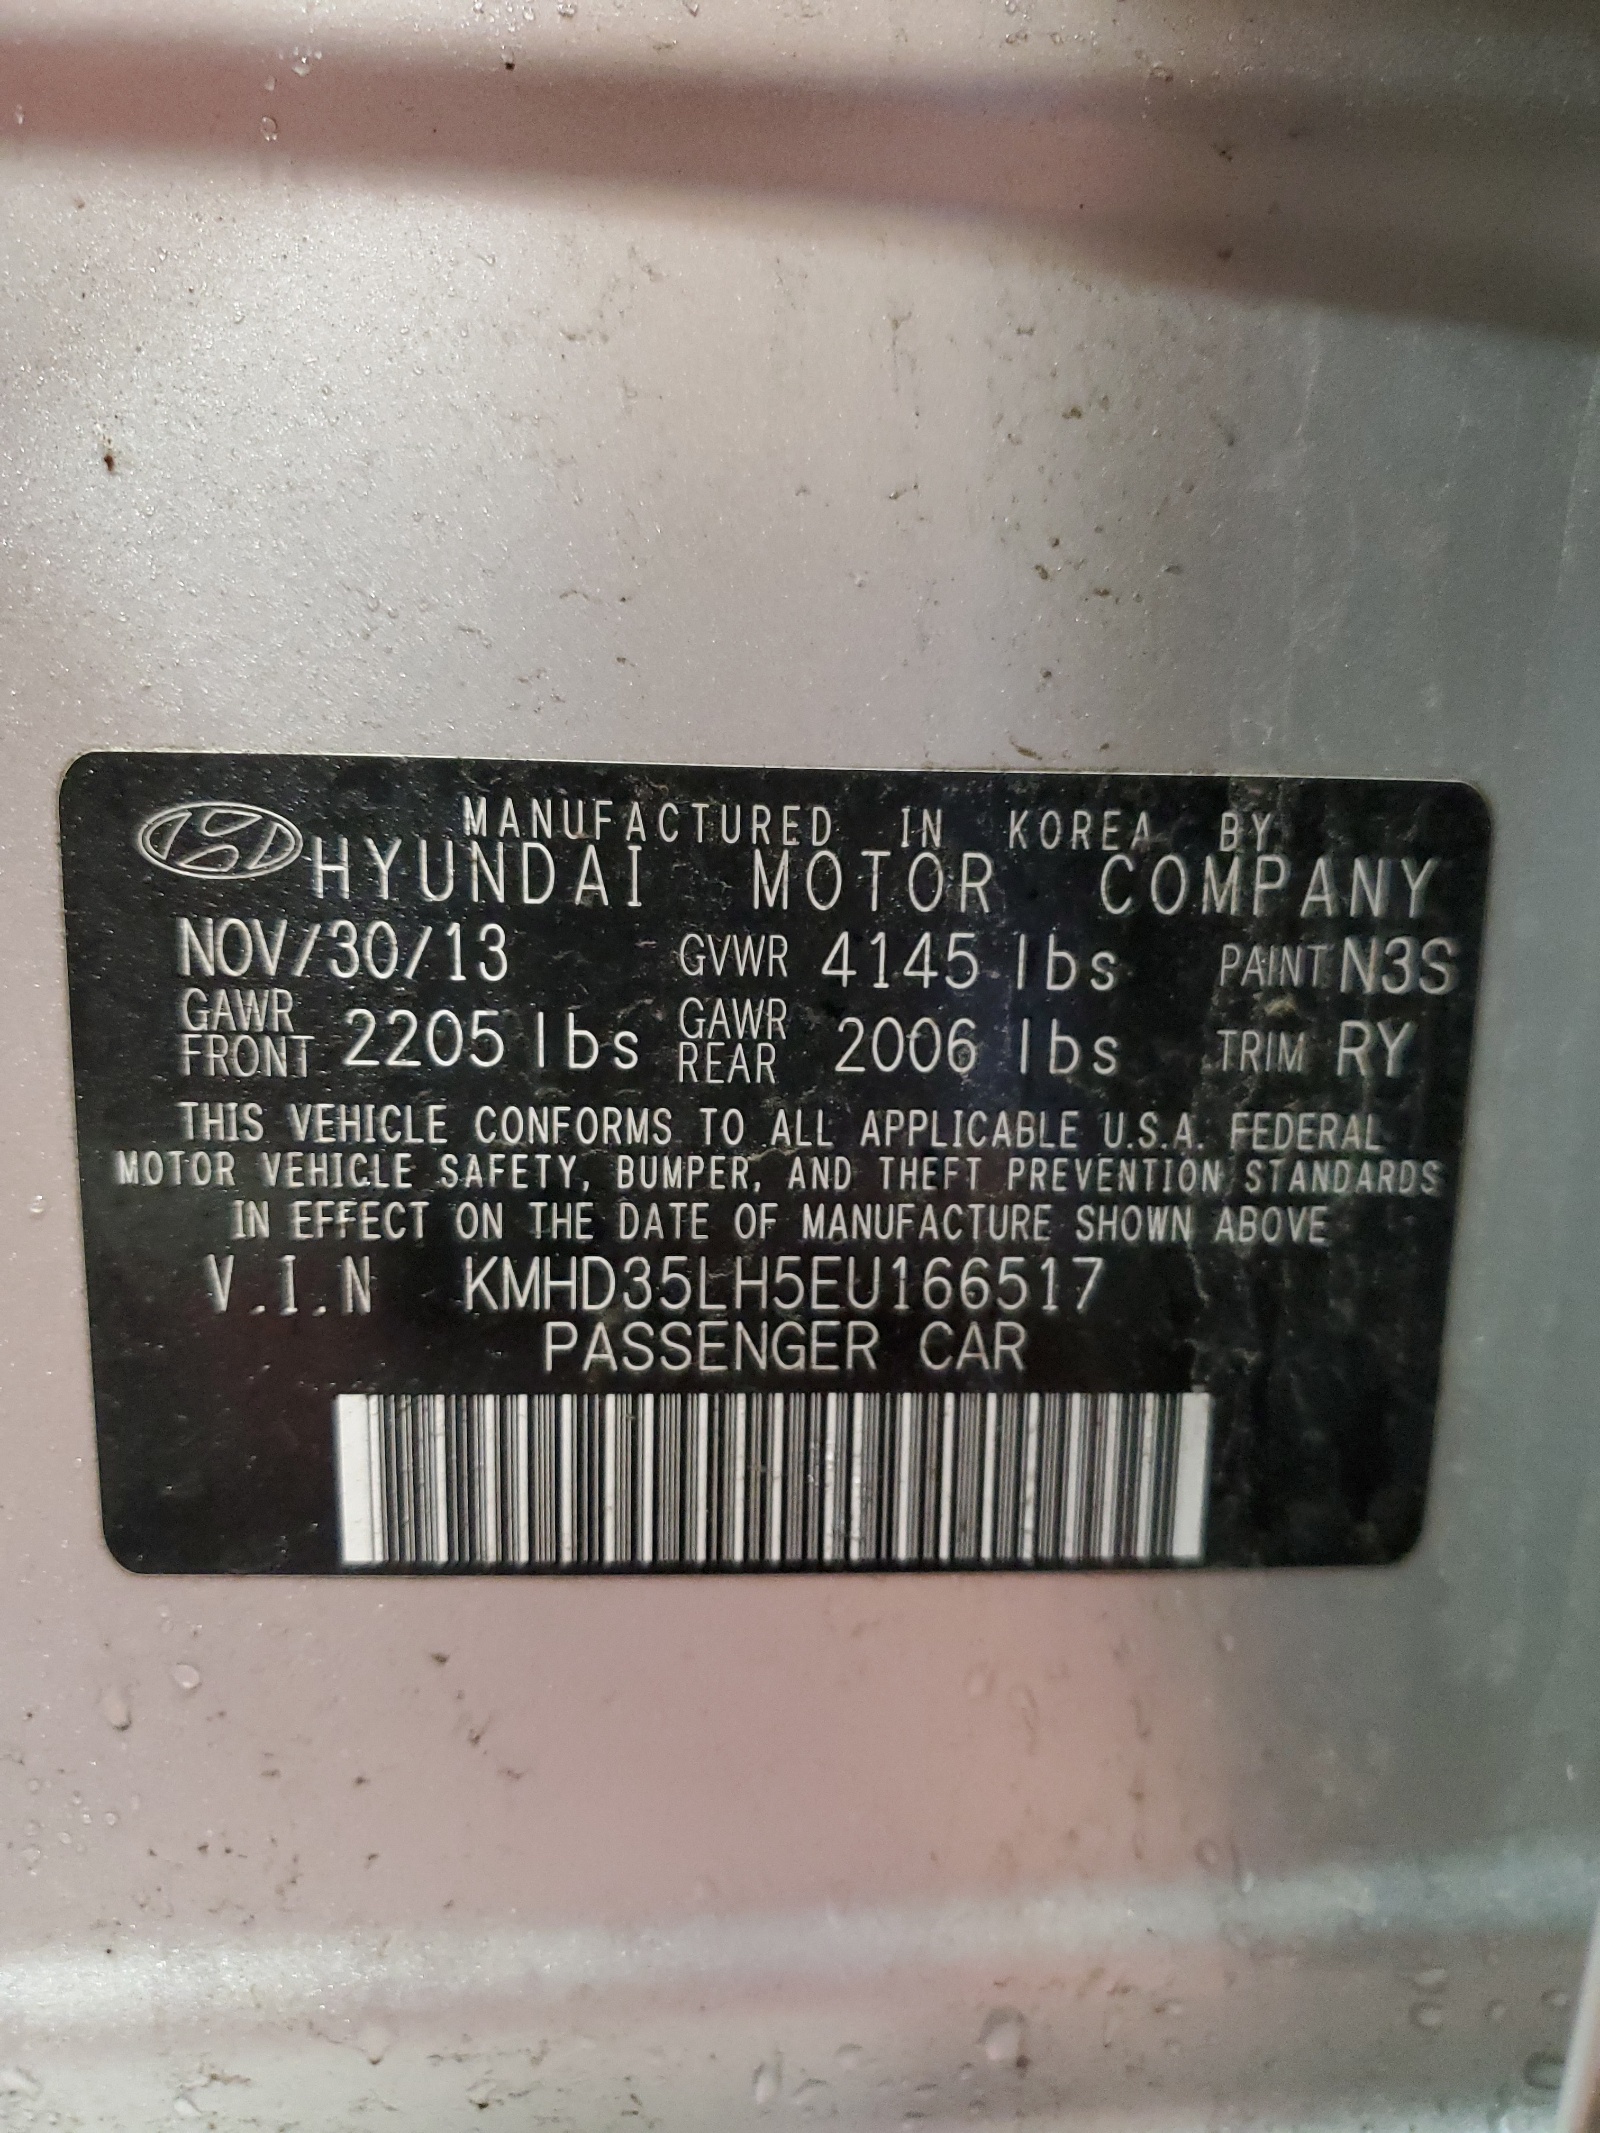 MANUFACTURED IN KOREA BY
HYUNDAI MOTOR COMPANY
NOV/30/13 GVWR 4145 lbs PAINT N3S
GAWR FRONT 2205 lbs GAWR REAR 2006 lbs TRIM RY
THIS VEHICLE CONFORMS TO ALL APPLICABLE U.S.A. FEDERAL
MOTOR VEHICLE SAFETY, BUMPER, AND THEFT PREVENTION STANDARDS
IN EFFECT ON THE DATE OF MANUFACTURE SHOWN ABOVE
V.I.N KMHD35LH5EU166517
PASSENGER CAR